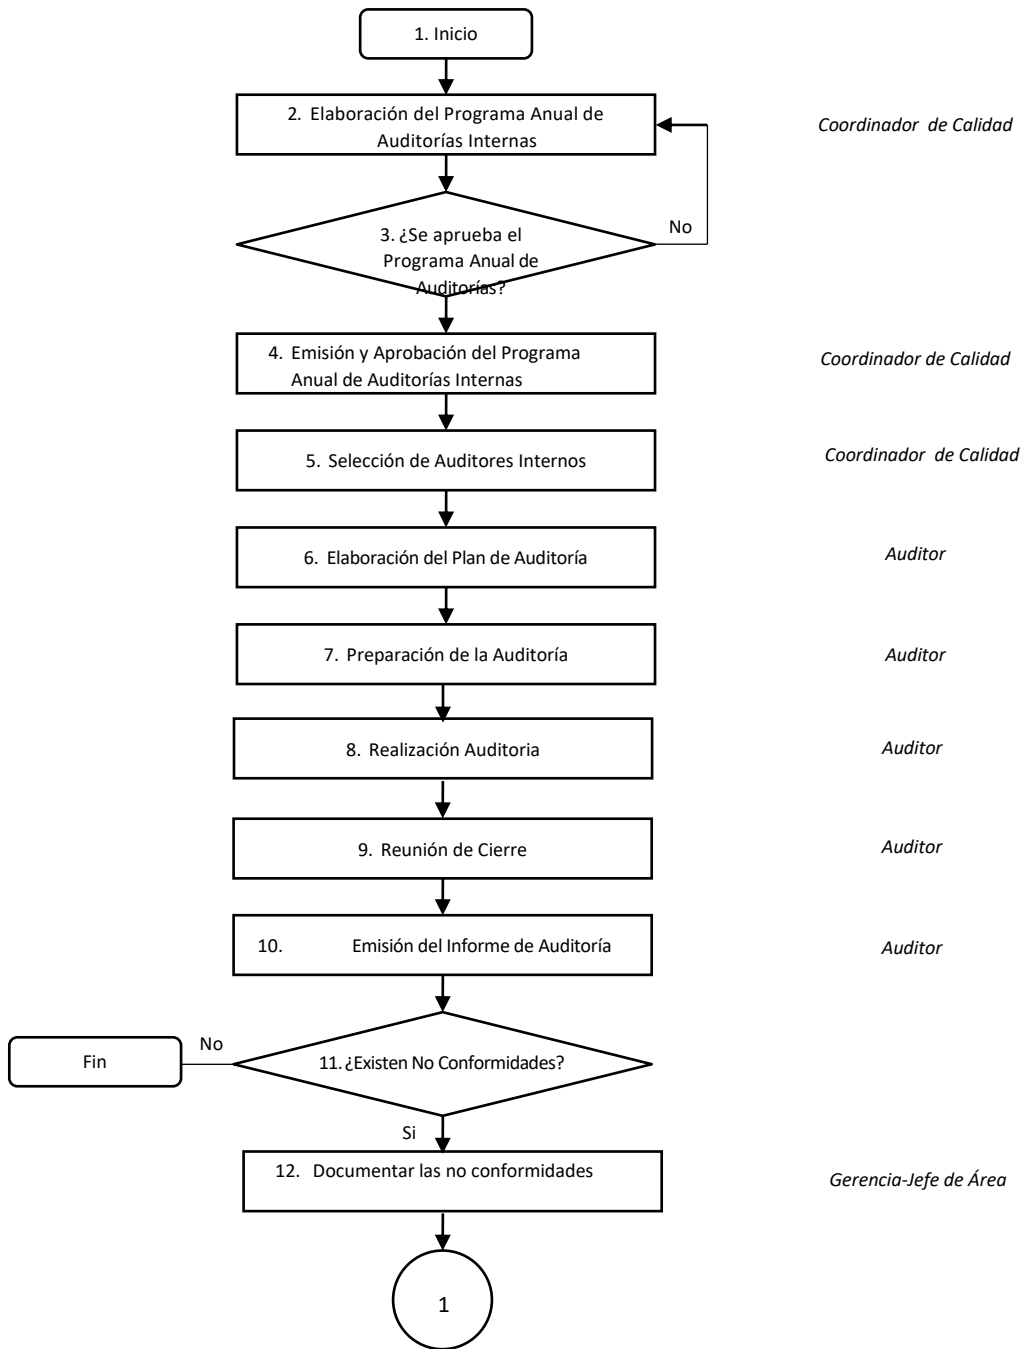 1. Inicio
2. Elaboración del Programa Anual de
Auditorías Internas
Coordinador de Calidad
No
3. ¿Se aprueba el
Programa Anual de
Auditorías?
4. Emisión y Aprobación del Programa
Anual de Auditorías Internas
Coordinador de Calidad
5. Selección de Auditores Internos
Coordinador de Calidad
6. Elaboración del Plan de Auditoría
Auditor
7. Preparación de la Auditoría
Auditor
8. Realización Auditoria
Auditor
9. Reunión de Cierre
Auditor
10. Emisión del Informe de Auditoría
Auditor
Fin
No
11. ¿Existen No Conformidades?
Si
12. Documentar las no conformidades
Gerencia-Jefe de Área
1